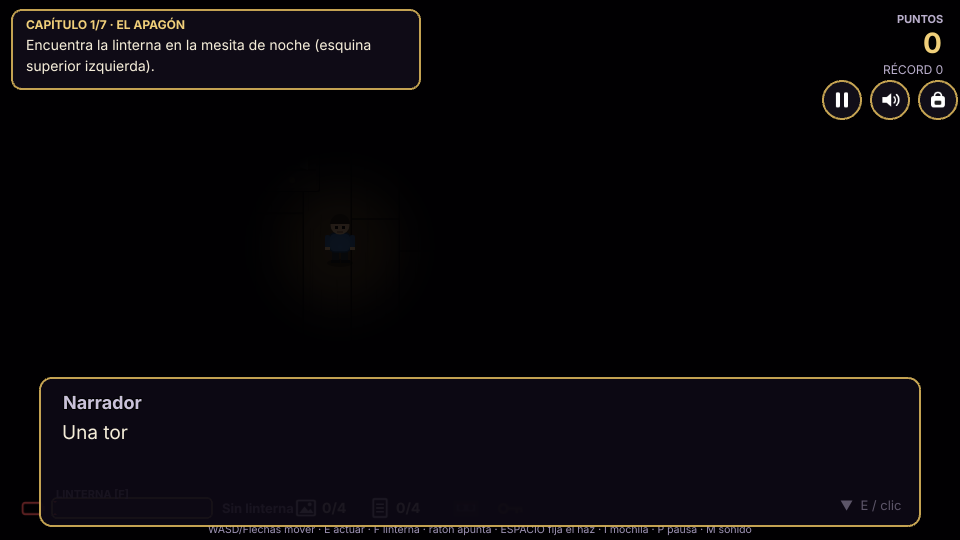 CAPÍTULO 1/7 · EL APAGÓN
Encuentra la linterna en la mesita de noche (esquina
superior izquierda).
PUNTOS
0
RÉCORD 0
Narrador
Una tor
LINTERNA [F]
Sin linterna 0/4 0/4
▼ E / clic
WASD/Flechas mover · E actuar · F linterna · ratón apunta · ESPACIO fija el haz · I mochila · P pausa · M sonido